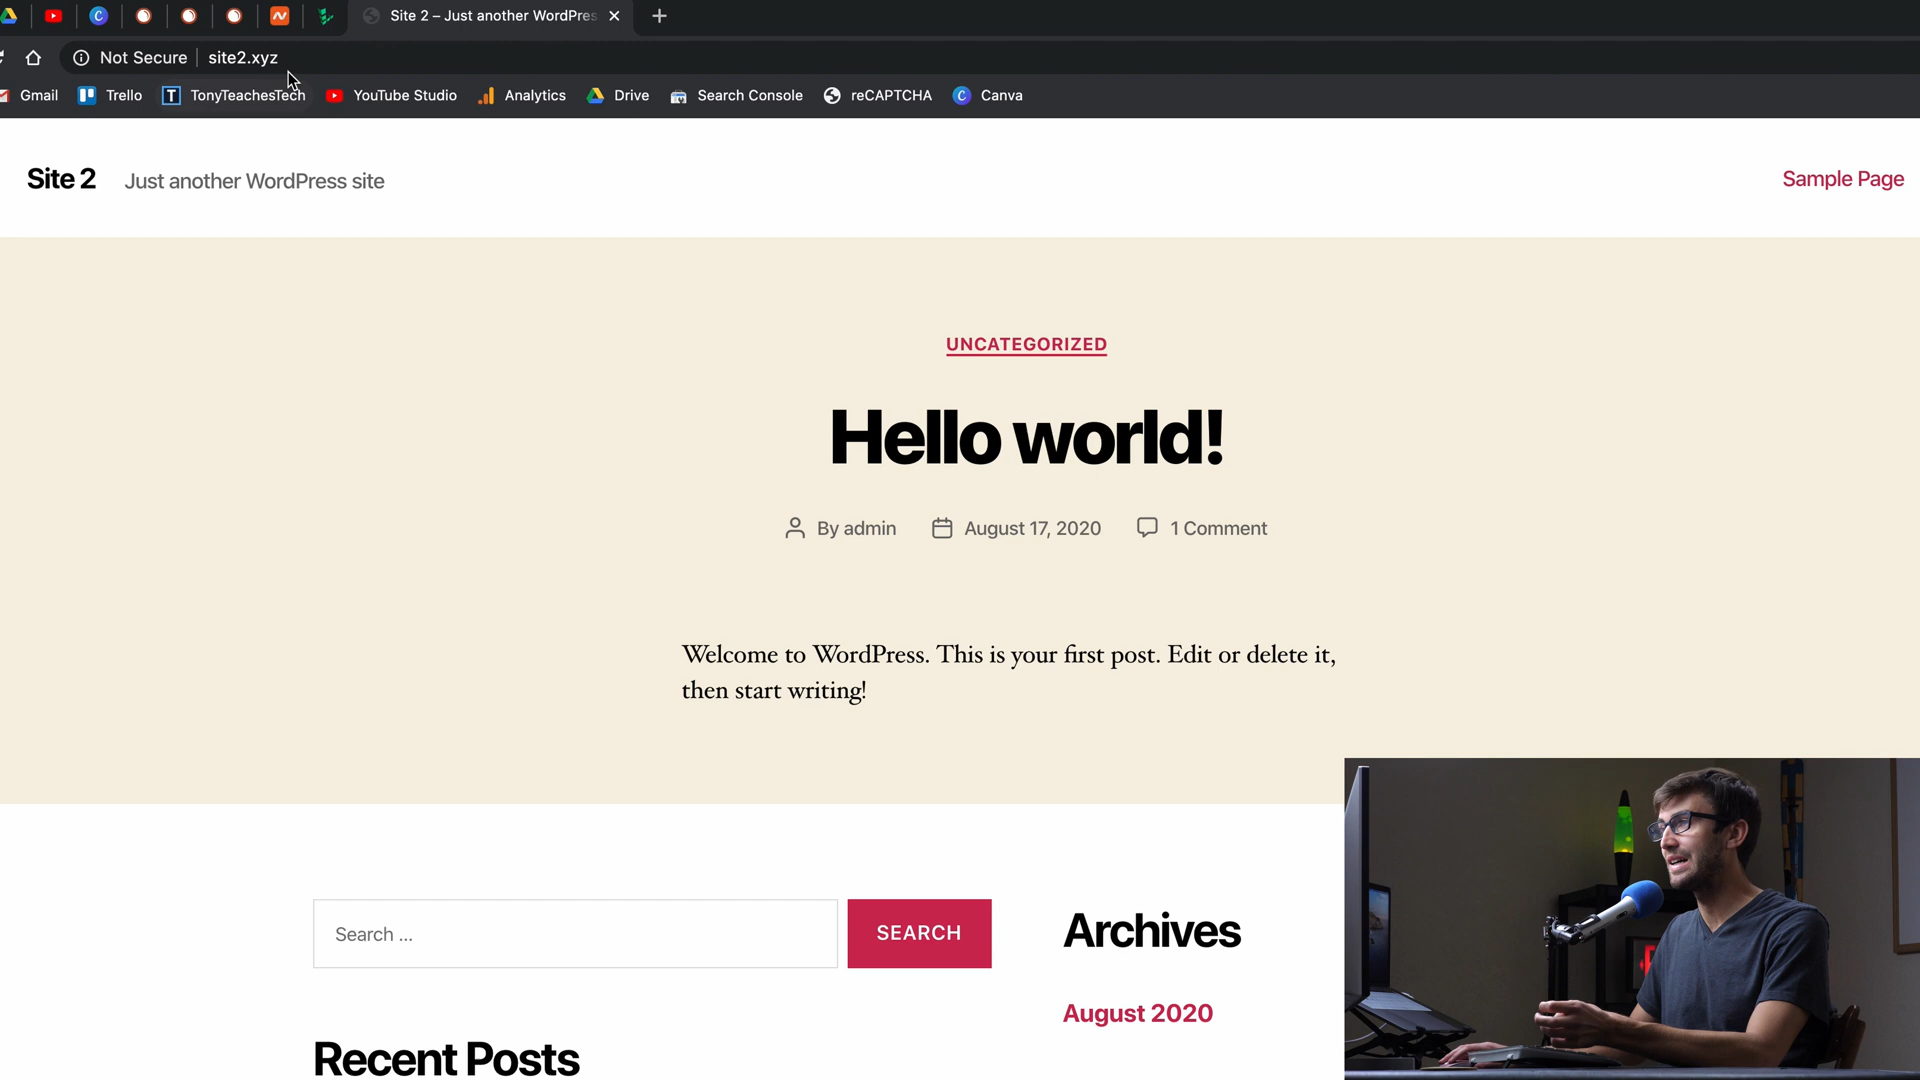 Site 2 – Just another WordPres
Not Secure site2.xyz
Gmail Trello TonyTeachesTech YouTube Studio Analytics Drive Search Console reCAPTCHA Canva
Site 2 Just another WordPress site Sample Page
UNCATEGORIZED
Hello world!
By admin August 17, 2020 1 Comment
Welcome to WordPress. This is your first post. Edit or delete it,
then start writing!
Search ... SEARCH
Archives
August 2020
Recent Posts